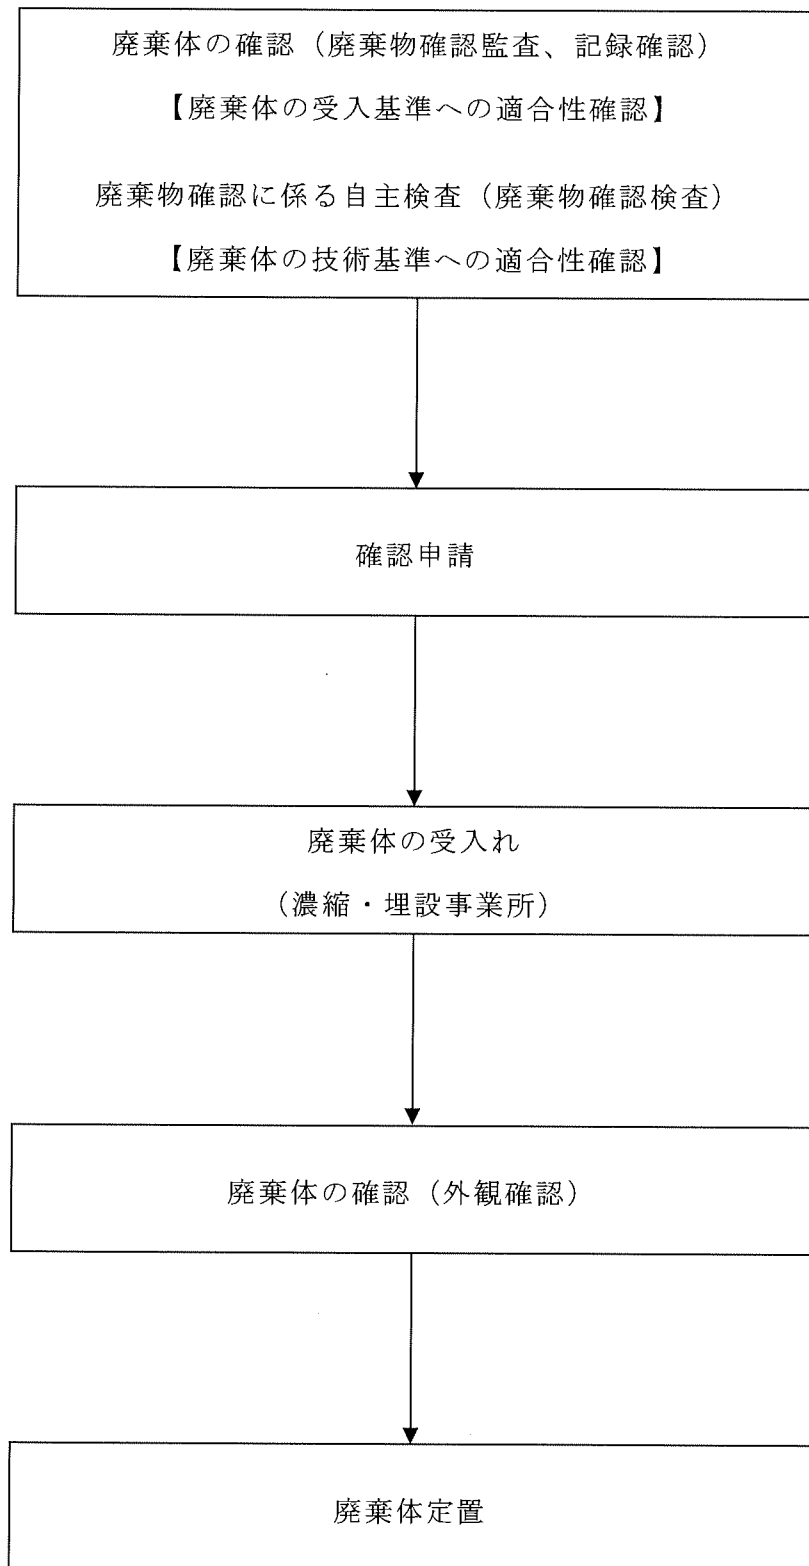 廃棄体の確認（廃棄物確認監査、記録確認）
【廃棄体の受入基準への適合性確認】
廃棄物確認に係る自主検査（廃棄物確認検査）
【廃棄体の技術基準への適合性確認】
確認申請
廃棄体の受入れ
（濃縮・埋設事業所）
廃棄体の確認（外観確認）
廃棄体定置